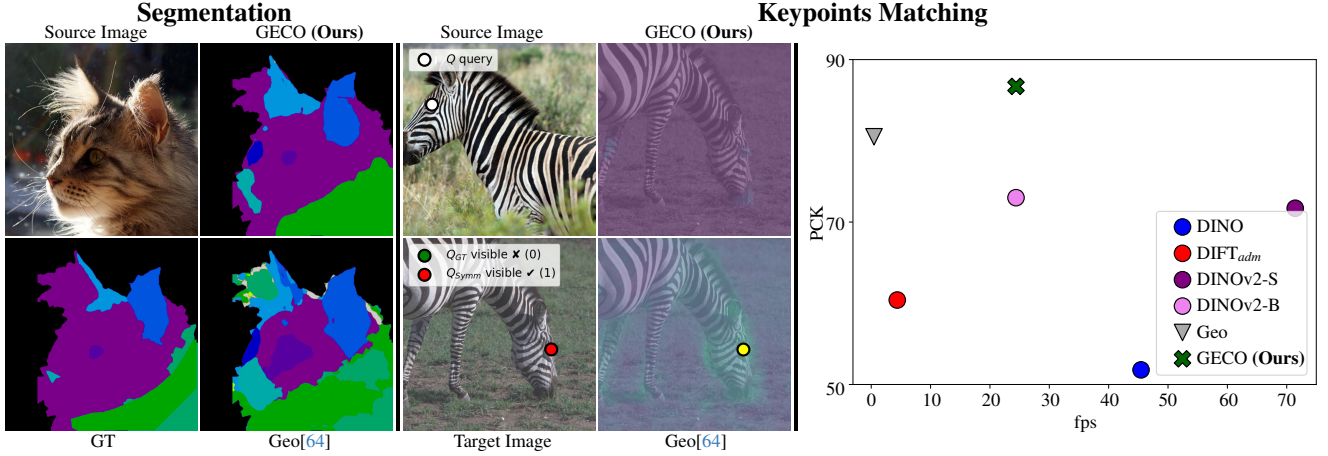 Segmentation
Keypoints Matching
Source Image
GECO (Ours)
Source Image
GECO (Ours)
Q query
Q_GT visible ✘ (0)
Q_Symm visible ✔ (1)
GT
Geo[64]
Target Image
Geo[64]
90
70
50
PCK
0
10
20
30
40
50
60
70
fps
DINO
DIFT_adm
DINOv2-S
DINOv2-B
Geo
GECO (Ours)